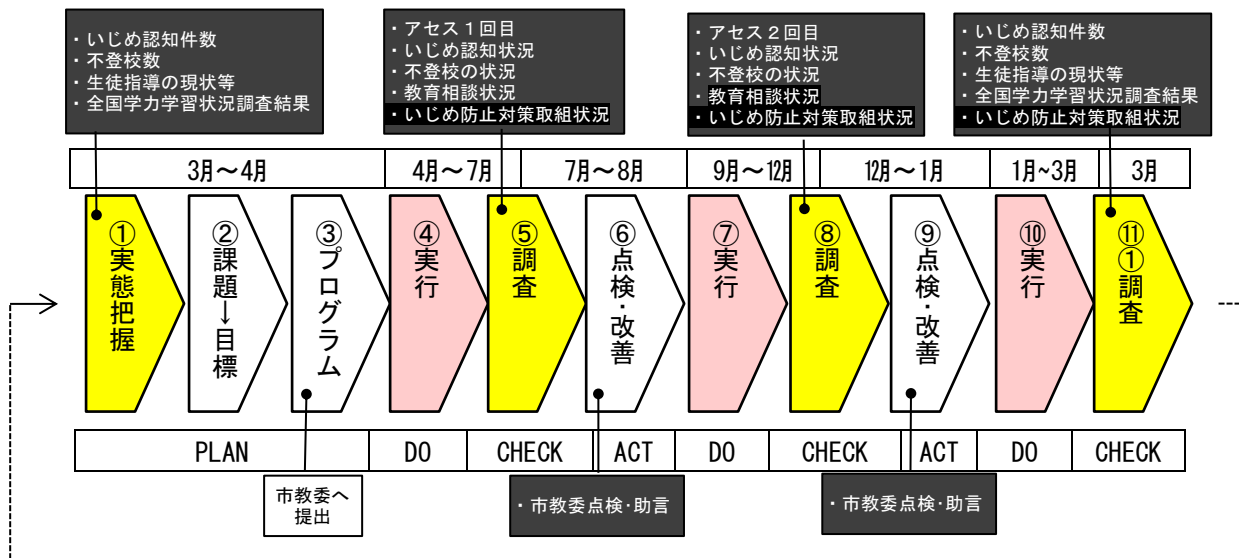 ・いじめ認知件数
・不登校数
・生徒指導の現状等
・全国学力学習状況調査結果
・アセス１回目
・いじめ認知状況
・不登校の状況
・教育相談状況
・いじめ防止対策取組状況
・アセス２回目
・いじめ認知状況
・不登校の状況
・教育相談状況
・いじめ防止対策取組状況
・いじめ認知件数
・不登校数
・生徒指導の現状等
・全国学力学習状況調査結果
・いじめ防止対策取組状況
3月～4月
4月～7月
7月～8月
9月～12月
12月～1月
1月~3月
3月
①実態把握
②課題→目標
③プログラム
④実行
⑤調査
⑥点検・改善
⑦実行
⑧調査
⑨点検・改善
⑩実行
⑪①調査
PLAN
DO
CHECK
ACT
DO
CHECK
ACT
DO
CHECK
市教委へ
提出
・市教委点検・助言
・市教委点検・助言